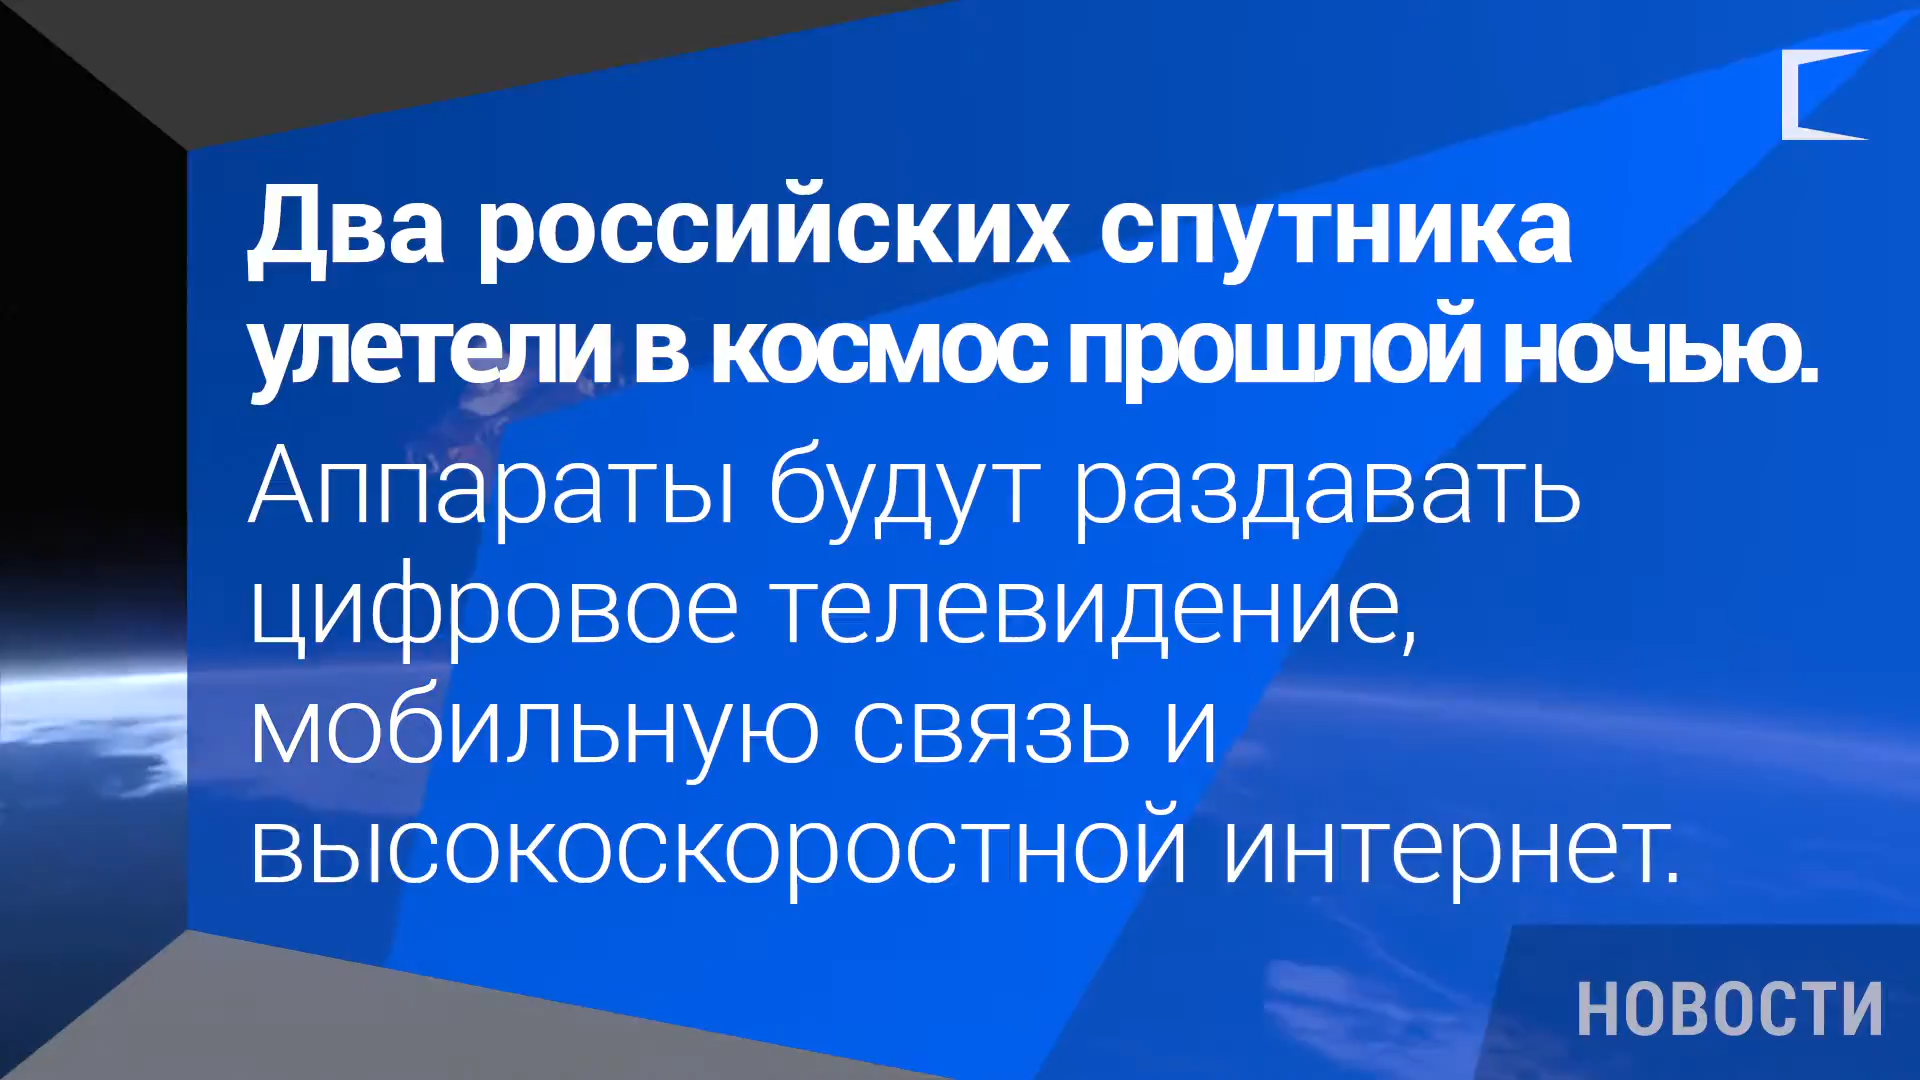 Два российских спутника
улетели в космос прошлой ночью.
Аппараты будут раздавать
цифровое телевидение,
мобильную связь и
высокоскоростной интернет.
НОВОСТИ